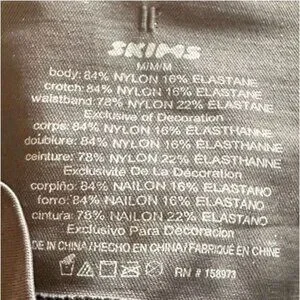 SKIMS
M/M/M
body: 84% NYLON 16% ELASTANE
crotch: 84% NYLON 16% ELASTANE
waistband: 78% NYLON 22% ELASTANE
Exclusive of Decoration
corps: 84% NYLON 16% ÉLASTHANNE
doublure: 84% NYLON 16% ÉLASTHANNE
ceinture: 78% NYLON 22% ÉLASTHANNE
Exclusivité De La Décoration
corpiño: 84% NAILON 16% ELASTANO
forro: 84% NAILON 16% ELASTANO
cintura: 78% NAILON 22% ELASTANO
Exclusivo Para Decoracion
DE IN CHINA/HECHO EN CHINA/FABRIQUÉ EN CHINE
RN # 158973